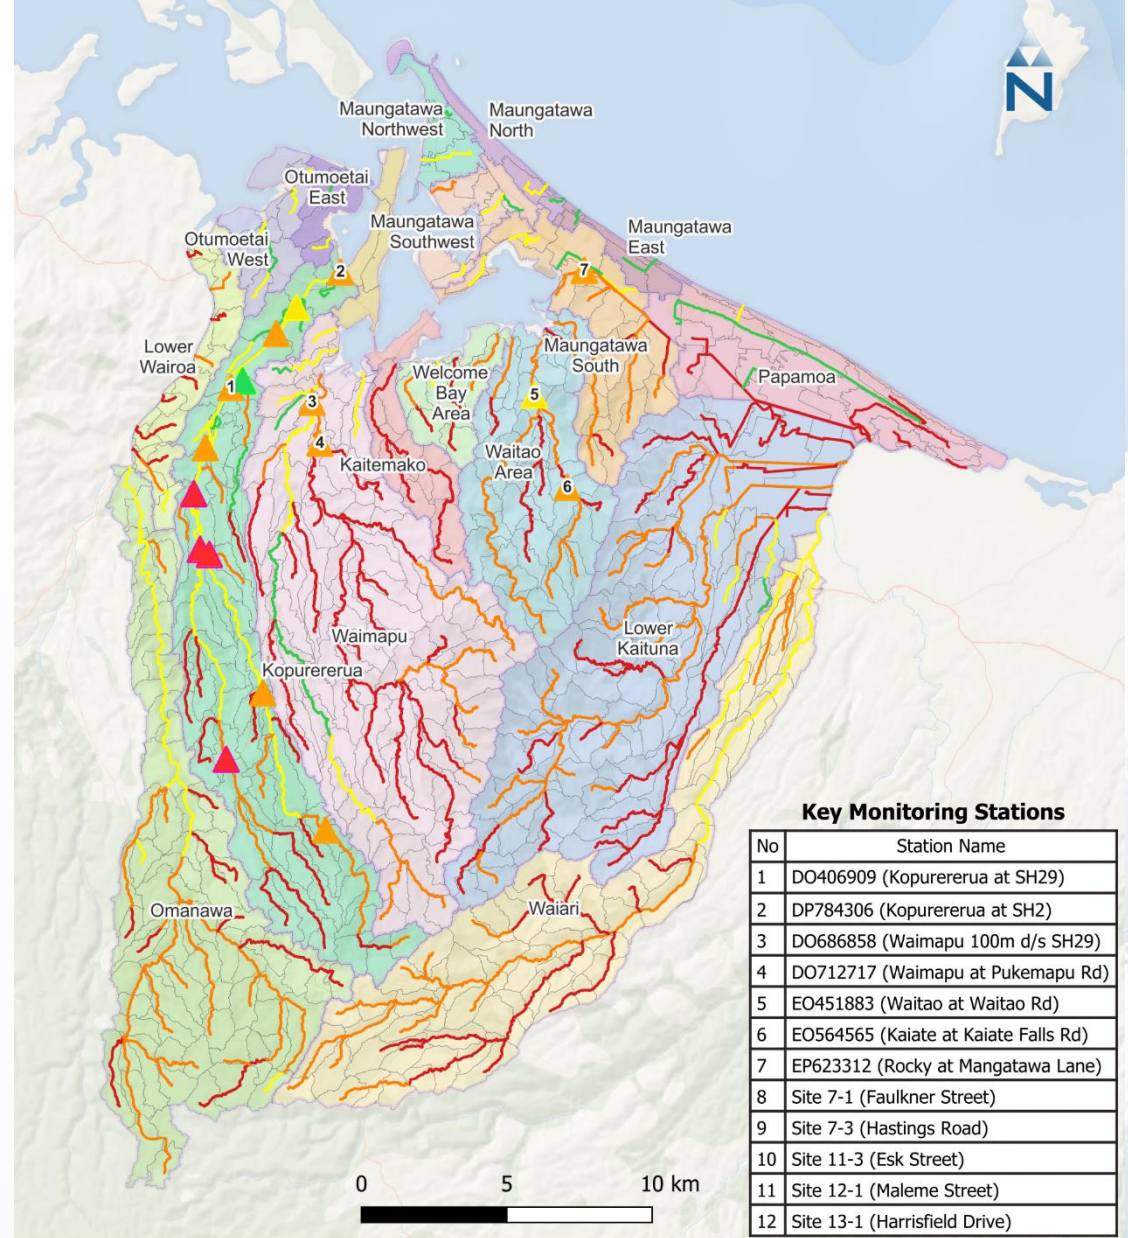 N
Maungatawa
Northwest
Maungatawa
North
Otumoetai
East
Maungatawa
Southwest
Maungatawa
East
Otumoetai
West
2
7
Lower
Wairoa
Maungatawa
South
Welcome
Bay
Area
Papamoa
1
5
3
4
Kaitemako
Waitao
Area
6
Waimapu
Lower
Kaituna
Kopurererua
Omanawa
Waiāri
0 5 10 km
Key Monitoring Stations
No Station Name
1 DO406909 (Kopurererua at SH29)
2 DP784306 (Kopurererua at SH2)
3 DO686858 (Waimapu 100m d/s SH29)
4 DO712717 (Waimapu at Pukemapu Rd)
5 EO451883 (Waitao at Waitao Rd)
6 EO564565 (Kaiate at Kaiate Falls Rd)
7 EP623312 (Rocky at Mangatawa Lane)
8 Site 7-1 (Faulkner Street)
9 Site 7-3 (Hastings Road)
10 Site 11-3 (Esk Street)
11 Site 12-1 (Maleme Street)
12 Site 13-1 (Harrisfield Drive)